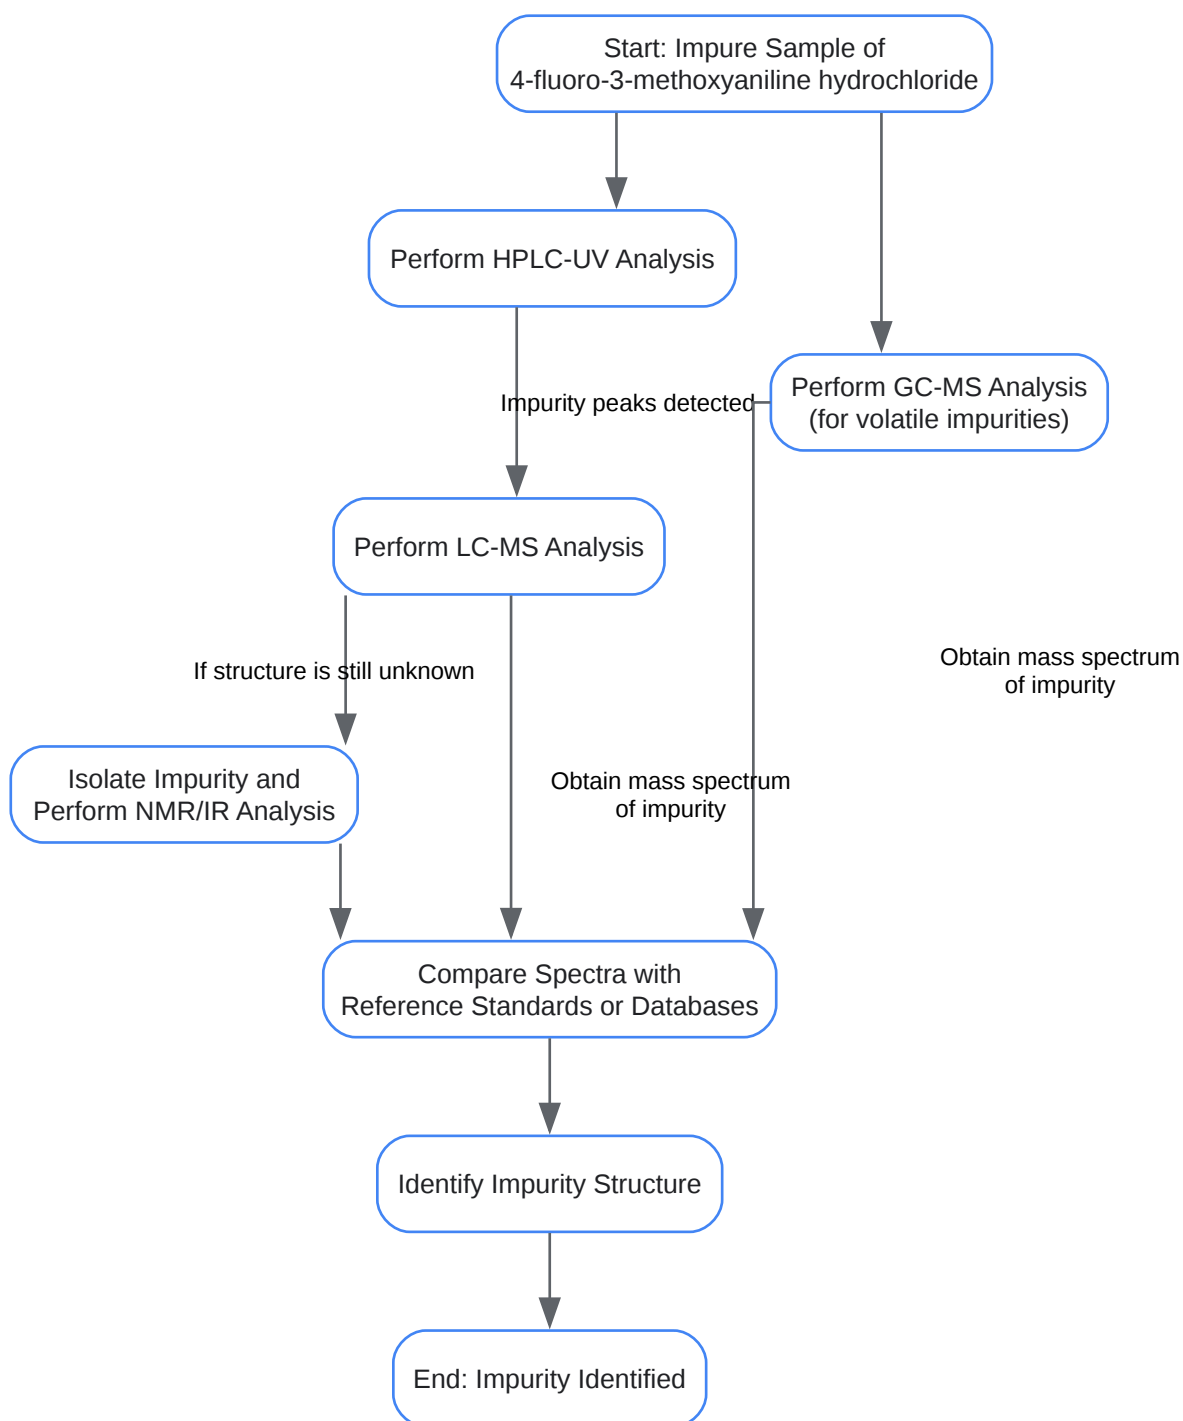 Start: Impure Sample of
4-fluoro-3-methoxyaniline hydrochloride
Perform HPLC-UV Analysis
Perform GC-MS Analysis
(for volatile impurities)
Impurity peaks detected
Perform LC-MS Analysis
If structure is still unknown
Obtain mass spectrum
of impurity
Isolate Impurity and
Perform NMR/IR Analysis
Obtain mass spectrum
of impurity
Compare Spectra with
Reference Standards or Databases
Identify Impurity Structure
End: Impurity Identified